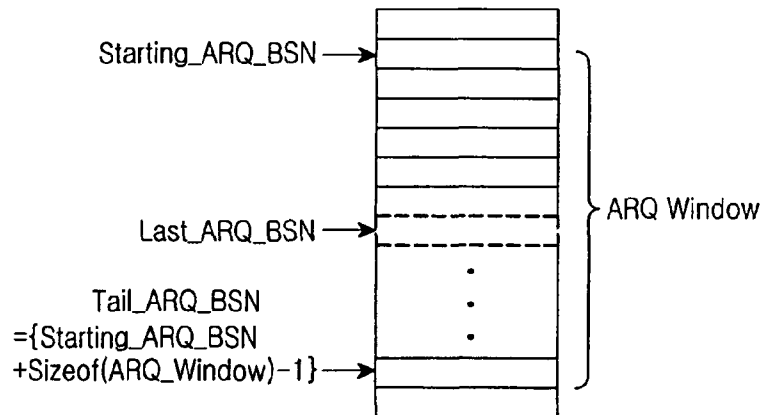 Starting_ARQ_BSN
ARQ Window
Last_ARQ_BSN
Tail_ARQ_BSN
={Starting_ARQ_BSN
+Sizeof(ARQ_Window)-1}